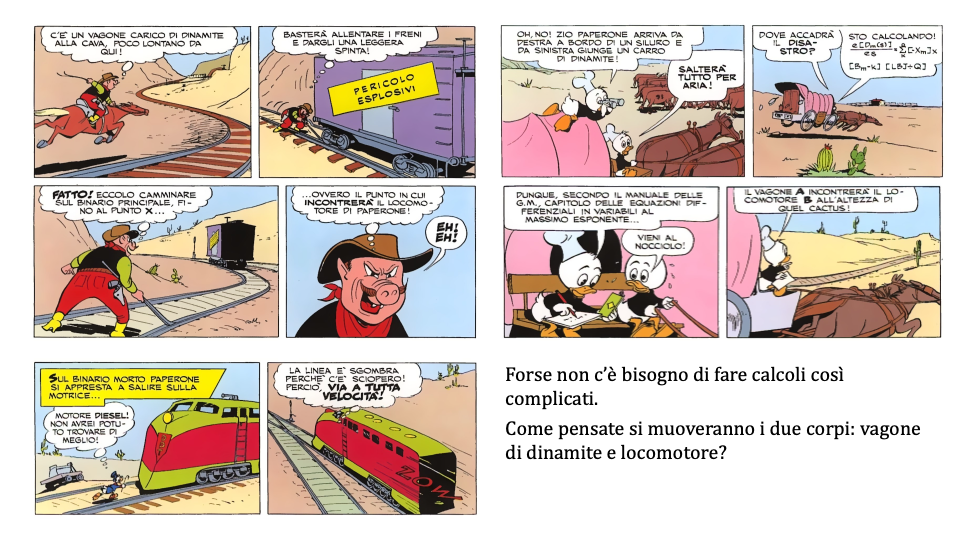 C'È UN VAGONE CARICO DI DINAMITE
ALLA CAVA, POCO LONTANO DA
QUI!
BASTERÀ ALLENTARE I FRENI
E DARGLI UNA LEGGERA
SPINTA!
PERICOLO
ESPLOSIVI
FATTO! ECCOLO CAMMINARE
SUL BINARIO PRINCIPALE, FI-
NO AL PUNTO X...
...OVVERO IL PUNTO IN CUI
INCONTRERÀ IL LOCOMO-
TORE DI PAPERONE!
EH!
EH!
SUL BINARIO MORTO PAPERONE
SI APPRESTA A SALIRE SULLA
MOTRICE...
MOTORE DIESEL!
NON AVREI POTU-
TO TROVARE DI
MEGLIO!
LA LINEA È SGOMBRA
PERCHÉ C'È SCIOPERO!
PERCIÒ, VIA A TUTTA
VELOCITÀ!
ZOW
OH, NO! ZIO PAPERONE ARRIVA DA
DESTRA A BORDO DI UN SILURO E
DA SINISTRA GIUNGE UN CARRO
DI DINAMITE!
SALTERÀ
TUTTO PER
ARIA!
DOVE ACCADRÀ
IL DISA-
STRO?
STO CALCOLANDO!
DUNQUE, SECONDO IL MANUALE DELLE
G.M., CAPITOLO DELLE EQUAZIONI DIF-
FERENZIALI IN VARIABILI AL
MASSIMO ESPONENTE...
VIENI AL
NOCCIOLO!
IL VAGONE A INCONTRERÀ IL LO-
COMOTORE B ALL'ALTEZZA DI
QUEL CACTUS!
Forse non c'è bisogno di fare calcoli così
complicati.
Come pensate si muoveranno i due corpi: vagone
di dinamite e locomotore?